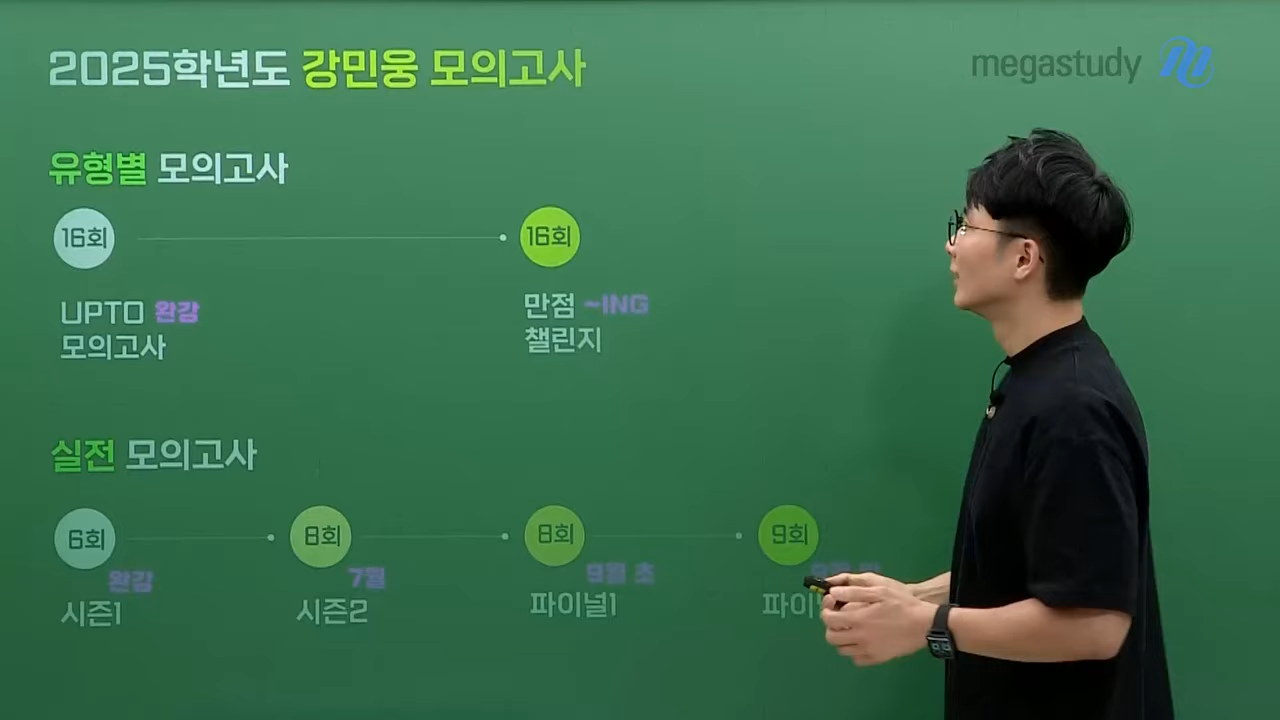 2025학년도 강민웅 모의고사
megastudy
유형별 모의고사
16회
16회
UPTO 완강
모의고사
만점 ~ING
챌린지
실전 모의고사
6회
8회
8회
9회
완강
7월
9월 초
시즌1
시즌2
파이널1